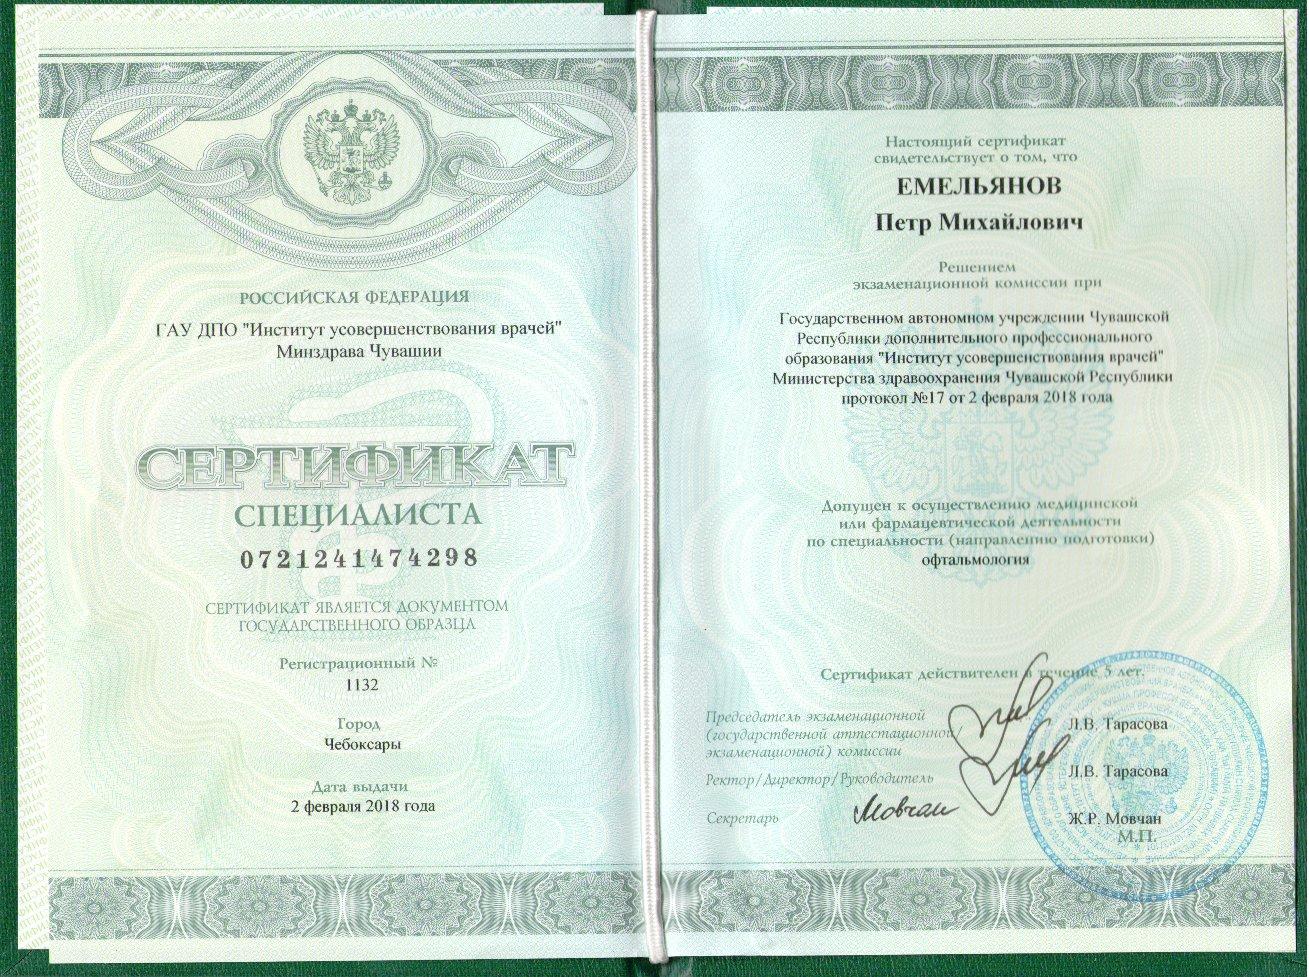 РОССИЙСКАЯ ФЕДЕРАЦИЯ
ГАУ ДПО "Институт усовершенствования врачей"
Минздрава Чувашии
СЕРТИФИКАТ
СПЕЦИАЛИСТА
0721241474298
СЕРТИФИКАТ ЯВЛЯЕТСЯ ДОКУМЕНТОМ
ГОСУДАРСТВЕННОГО ОБРАЗЦА
Регистрационный №
1132
Город
Чебоксары
Дата выдачи
2 февраля 2018 года
Настоящий сертификат
свидетельствует о том, что
ЕМЕЛЬЯНОВ
Петр Михайлович
Решением
экзаменационной комиссии при
Государственном автономном учреждении Чувашской
Республики дополнительного профессионального
образования "Институт усовершенствования врачей"
Министерства здравоохранения Чувашской Республики
протокол №17 от 2 февраля 2018 года
Допущен к осуществлению медицинской
или фармацевтической деятельности
по специальности (направлению подготовки)
офтальмология
Сертификат действителен в течение 5 лет.
Председатель экзаменационной
(государственной аттестационной/
экзаменационной) комиссии
Л.В. Тарасова
Ректор/Директор/Руководитель
Л.В. Тарасова
Секретарь
Мовчан
Ж.Р. Мовчан
М.П.